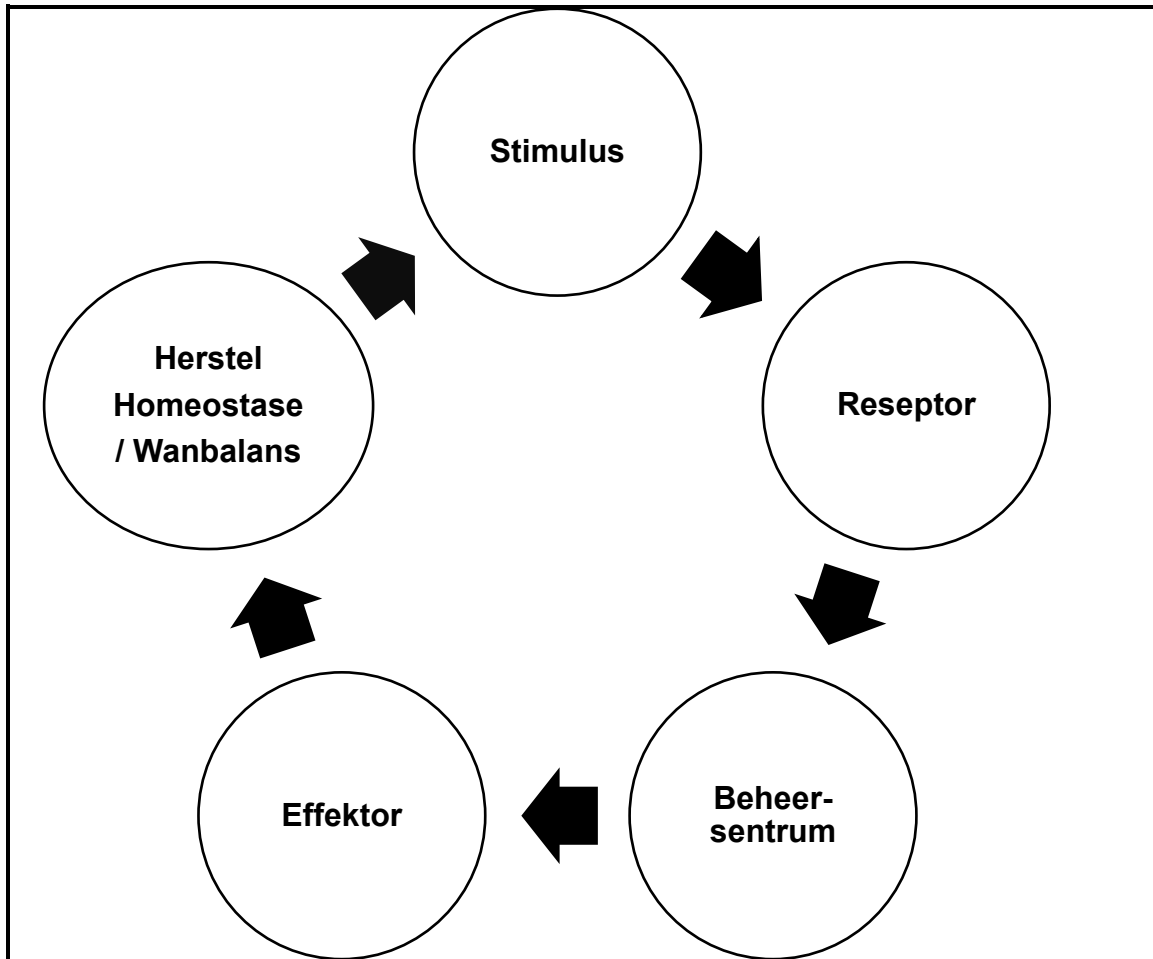 Stimulus
Reseptor
Beheer-
sentrum
Effektor
Herstel
Homeostase
/ Wanbalans